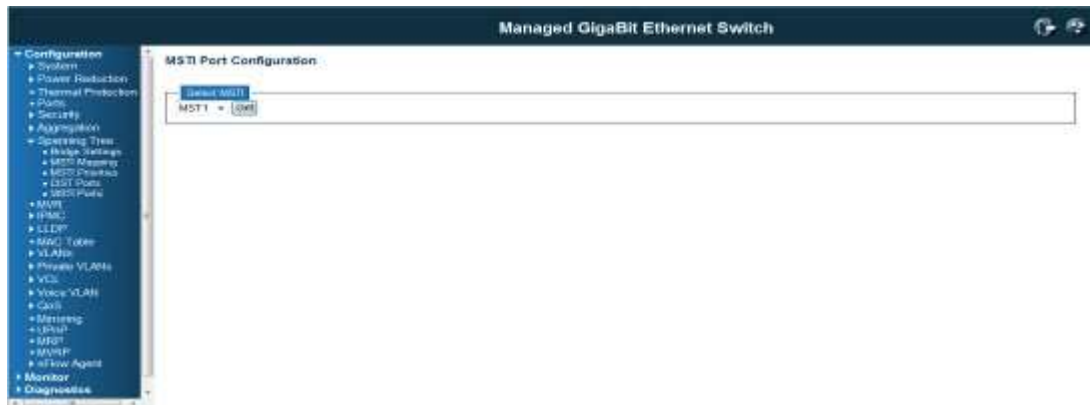 Managed GigaBit Ethernet Switch
Configuration
System
Power Reduction
Thermal Protection
Ports
Security
Aggregation
Spanning Tree
Bridge Settings
MSTI Mapping
MSTI Priorities
CIST Ports
MSTI Ports
MVR
IPMC
LLDP
MAC Table
VLANs
Private VLANs
VCL
Voice VLAN
QoS
Mirroring
UPnP
MRP
MVRP
sFlow Agent
Monitor
Diagnostics
MSTI Port Configuration
Select MSTI
MST1 Get